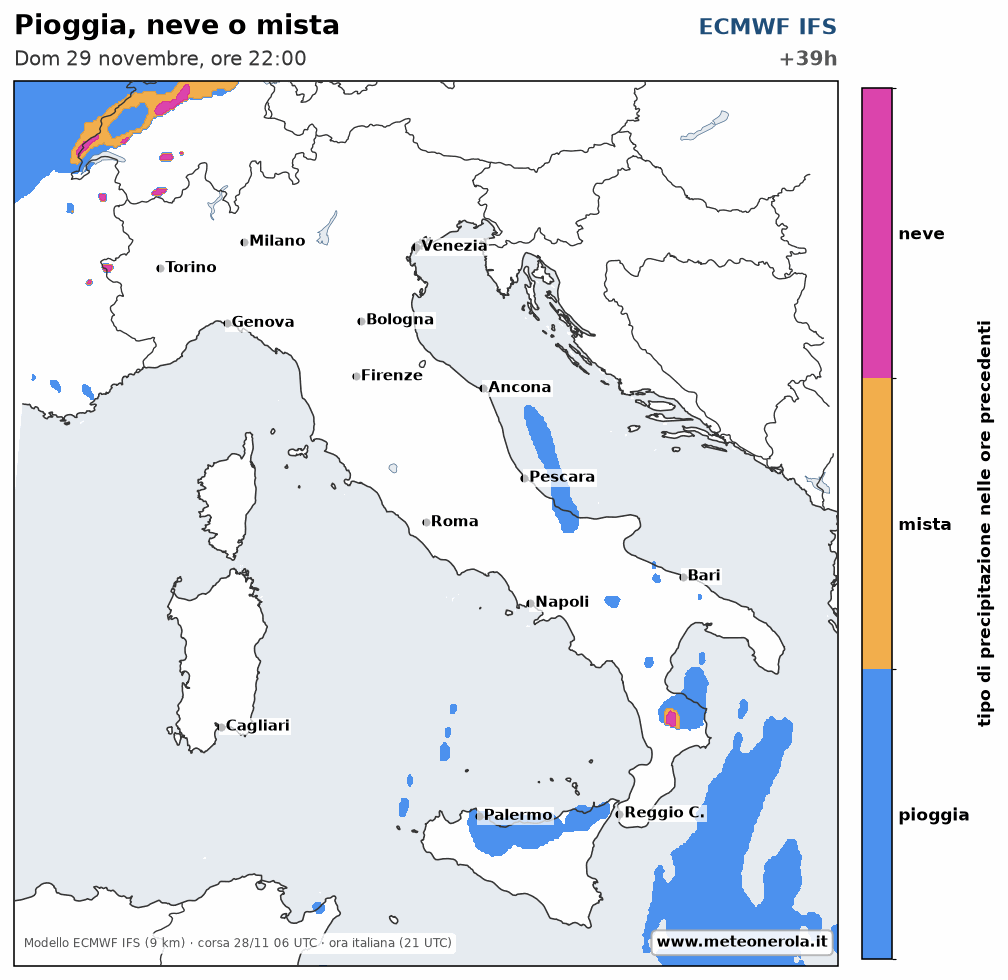 Pioggia, neve o mista
ECMWF IFS
Dom 29 novembre, ore 22:00
+39h
neve
Milano
Venezia
Torino
Genova
Bologna
Firenze
Ancona
Pescara
Roma
mista
Bari
Napoli
Cagliari
Palermo
Reggio C.
pioggia
tipo di precipitazione nelle ore precedenti
Modello ECMWF IFS (9 km) · corsa 28/11 06 UTC · ora italiana (21 UTC)
www.meteonerola.it